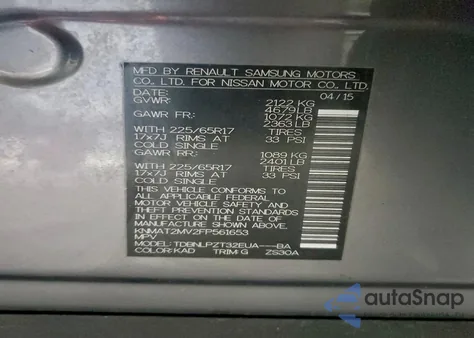 MFD BY RENAULT SAMSUNG MOTORS
CO., LTD. FOR NISSAN MOTOR CO., LTD.
DATE: 04/15
GVWR: 2122 KG
4679 LB
GAWR FR: 1072 KG
2363 LB
WITH 225/65R17 TIRES
17x7J RIMS AT 33 PSI
COLD SINGLE
GAWR RR: 1089 KG
2401 LB
WITH 225/65R17 TIRES
17x7J RIMS AT 33 PSI
COLD SINGLE
THIS VEHICLE CONFORMS TO
ALL APPLICABLE FEDERAL
MOTOR VEHICLE SAFETY AND
THEFT PREVENTION STANDARDS
IN EFFECT ON THE DATE OF
MANUFACTURE SHOWN ABOVE.
KNMAT2MV2FP561653
MPV
MODEL: TDBNLPZT32EUA---BA
COLOR: KAD TRIM: G ZS30A
autoSnap